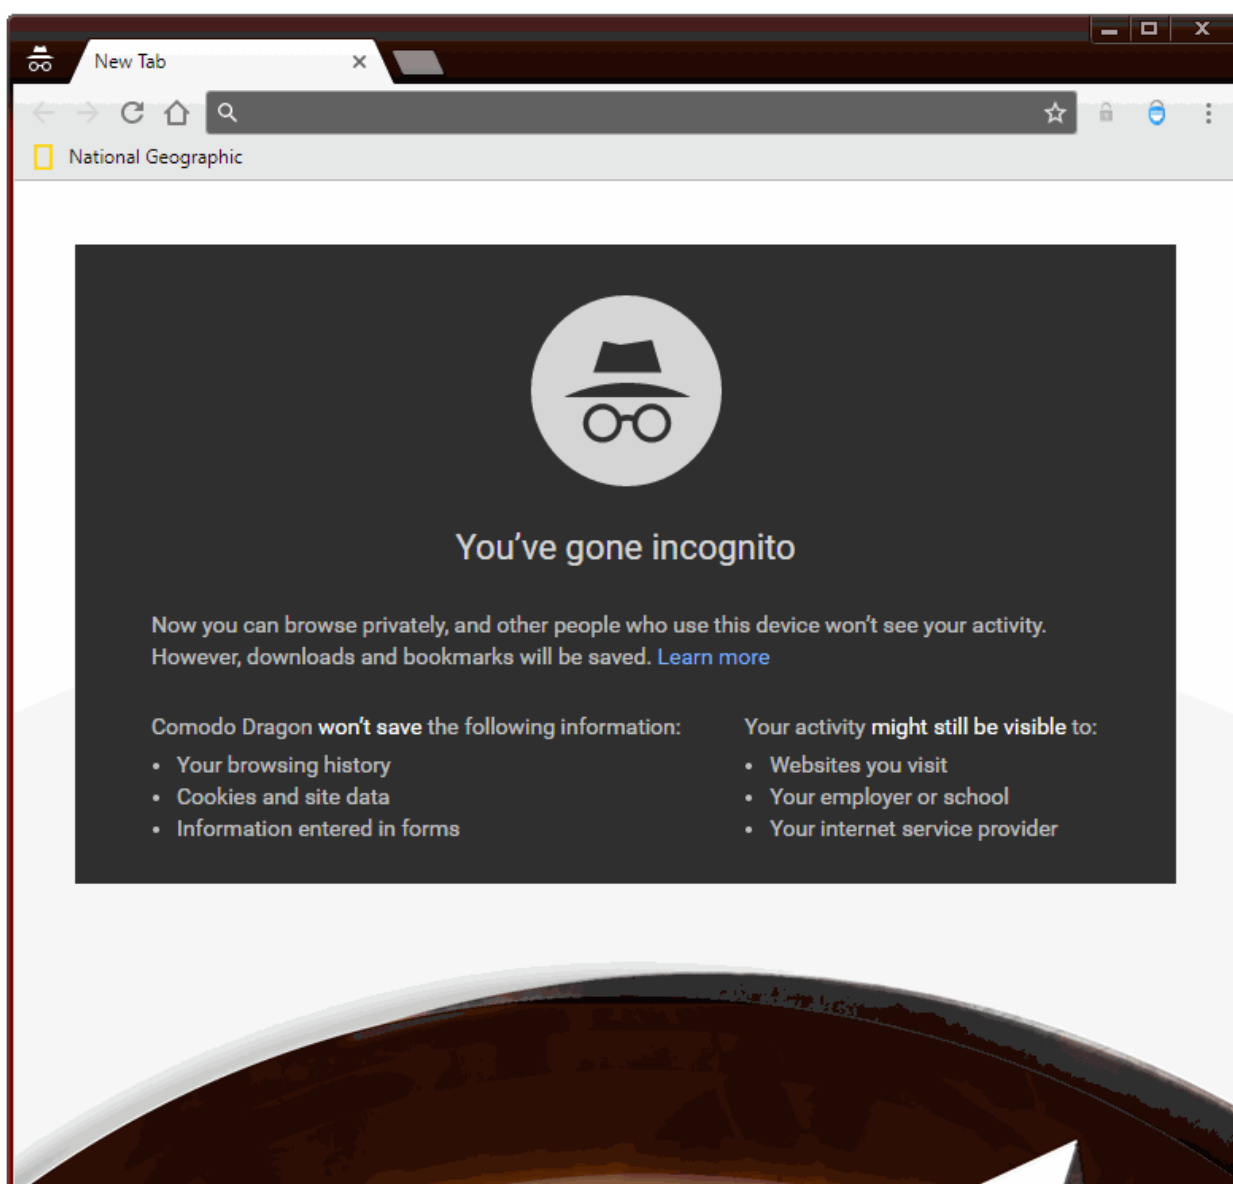 New Tab
National Geographic
You've gone incognito
Now you can browse privately, and other people who use this device won't see your activity.
However, downloads and bookmarks will be saved. Learn more
Comodo Dragon won't save the following information:
Your browsing history
Cookies and site data
Information entered in forms
Your activity might still be visible to:
Websites you visit
Your employer or school
Your internet service provider